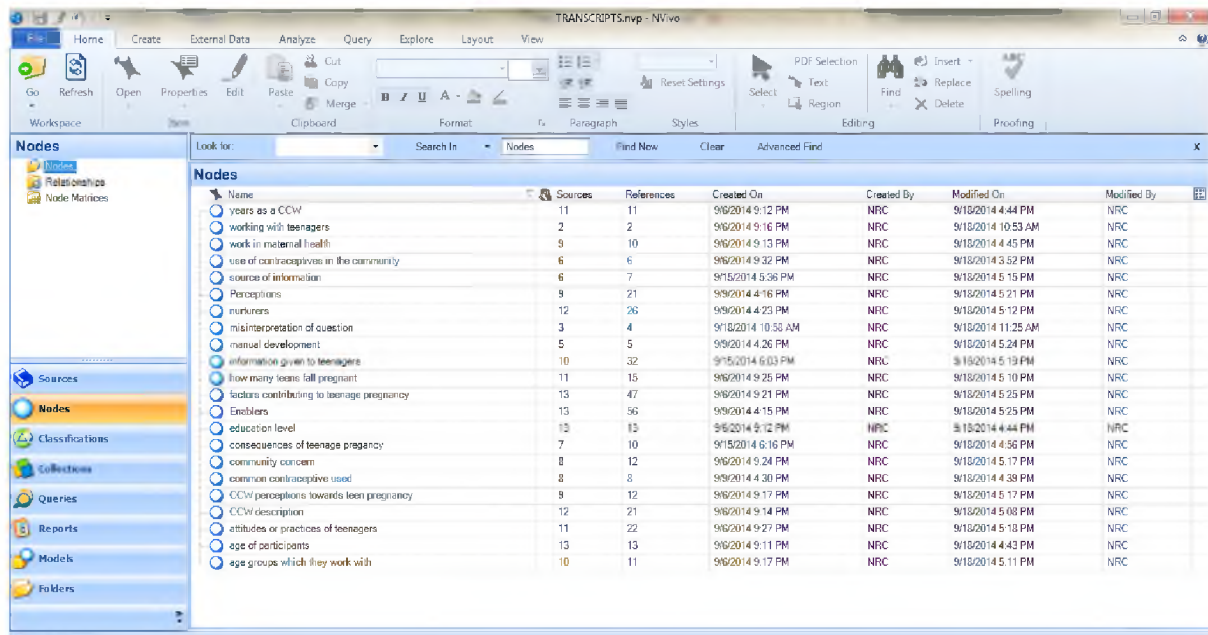 TRANSCRIPTS.nvp - NVivo
File Home Create External Data Analyze Query Explore Layout View
Go Refresh Open Properties Edit Paste Cut Copy Merge B I U A Reset Settings Select PDF Selection Text Region Find Insert Replace Delete ABC Spelling
Workspace Item Clipboard Format Paragraph Styles Editing Proofing
Nodes
Nodes
Relationships
Node Matrices
Sources
Nodes
Classifications
Collections
Queries
Reports
Models
Folders
Look for: Search In Nodes Find Now Clear Advanced Find X
Nodes
Name Sources References Created On Created By Modified On Modified By
years as a CCW 11 11 9/6/2014 9:12 PM NRC 9/18/2014 4:44 PM NRC
working with teenagers 2 2 9/6/2014 9:16 PM NRC 9/18/2014 10:53 AM NRC
work in maternal health 9 10 9/6/2014 9:13 PM NRC 9/18/2014 4:45 PM NRC
use of contraceptives in the community 6 6 9/6/2014 9:32 PM NRC 9/18/2014 3:52 PM NRC
source of information 6 7 9/15/2014 5:36 PM NRC 9/18/2014 5:15 PM NRC
Perceptions 9 21 9/9/2014 4:16 PM NRC 9/18/2014 5:21 PM NRC
nurturers 12 26 9/9/2014 4:23 PM NRC 9/18/2014 5:12 PM NRC
misinterpretation of question 3 4 9/18/2014 10:58 AM NRC 9/18/2014 11:25 AM NRC
manual development 5 5 9/9/2014 4:26 PM NRC 9/18/2014 5:24 PM NRC
information given to teenagers 10 32 9/15/2014 6:03 PM NRC 9/18/2014 5:19 PM NRC
how many teens fall pregnant 11 15 9/6/2014 9:25 PM NRC 9/18/2014 5:10 PM NRC
factors contributing to teenage pregnancy 13 47 9/6/2014 9:21 PM NRC 9/18/2014 5:25 PM NRC
Enablers 13 56 9/9/2014 4:15 PM NRC 9/18/2014 5:25 PM NRC
education level 13 13 9/6/2014 9:12 PM NRC 9/18/2014 4:44 PM NRC
consequences of teenage pregancy 7 10 9/15/2014 6:16 PM NRC 9/18/2014 4:56 PM NRC
community concern 8 12 9/6/2014 9:24 PM NRC 9/18/2014 5:17 PM NRC
common contraceptive used 8 8 9/9/2014 4:30 PM NRC 9/18/2014 4:39 PM NRC
CCW perceptions towards teen pregnancy 9 12 9/6/2014 9:17 PM NRC 9/18/2014 5:17 PM NRC
CCW description 12 21 9/6/2014 9:14 PM NRC 9/18/2014 5:08 PM NRC
attitudes or practices of teenagers 11 22 9/6/2014 9:27 PM NRC 9/18/2014 5:18 PM NRC
age of participants 13 13 9/6/2014 9:11 PM NRC 9/18/2014 4:43 PM NRC
age groups which they work with 10 11 9/6/2014 9:17 PM NRC 9/18/2014 5:11 PM NRC